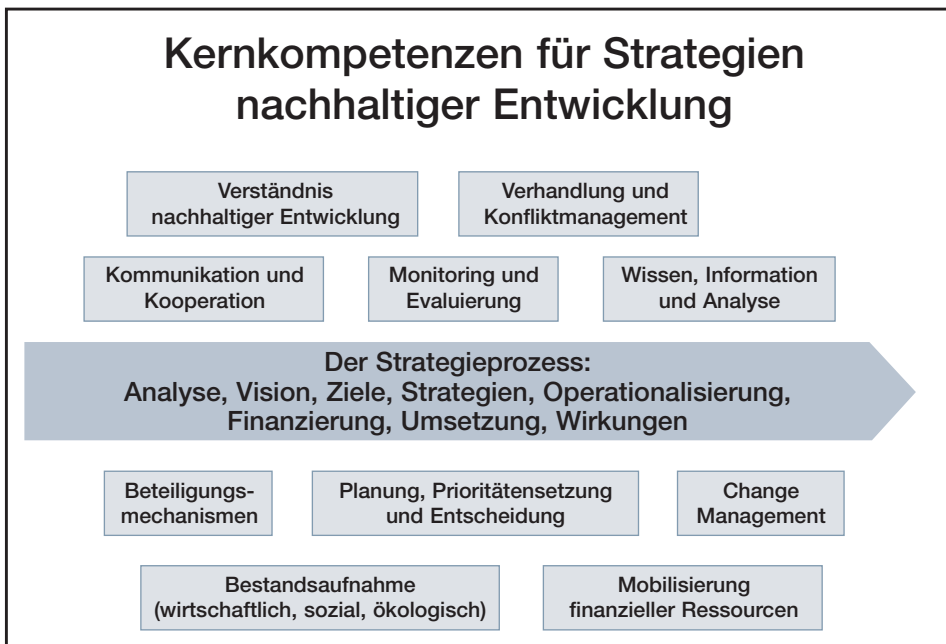 Kernkompetenzen für Strategien
nachhaltiger Entwicklung
Verständnis
nachhaltiger Entwicklung
Verhandlung und
Konfliktmanagement
Kommunikation und
Kooperation
Monitoring und
Evaluierung
Wissen, Information
und Analyse
Der Strategieprozess:
Analyse, Vision, Ziele, Strategien, Operationalisierung,
Finanzierung, Umsetzung, Wirkungen
Beteiligungs-
mechanismen
Planung, Prioritätensetzung
und Entscheidung
Change
Management
Bestandsaufnahme
(wirtschaftlich, sozial, ökologisch)
Mobilisierung
finanzieller Ressourcen